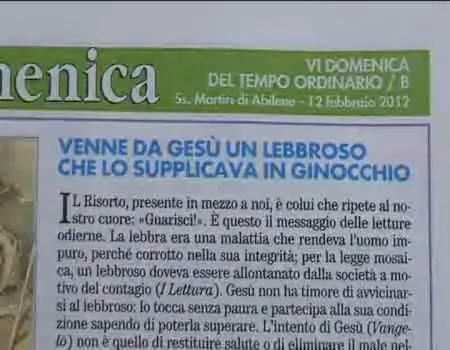 menica
VI DOMENICA
DEL TEMPO ORDINARIO / B
Ss. Martiri di Abilene - 12 febbraio 2012
VENNE DA GESÙ UN LEBBROSO
CHE LO SUPPLICAVA IN GINOCCHIO
IL Risorto, presente in mezzo a noi, è colui che ripete al no-
stro cuore: «Guarisci!». È questo il messaggio delle letture
odierne. La lebbra era una malattia che rendeva l'uomo im-
puro, perché corrotto nella sua integrità; per la legge mosai-
ca, un lebbroso doveva essere allontanato dalla società a mo-
tivo del contagio (I Lettura). Gesù non ha timore di avvicinar-
si al lebbroso: lo tocca senza paura e partecipa alla sua con-
dizione sapendo di poterla superare. L'intento di Gesù (Vange-
lo) non è quello di restituire salute o di eliminare il male nel-